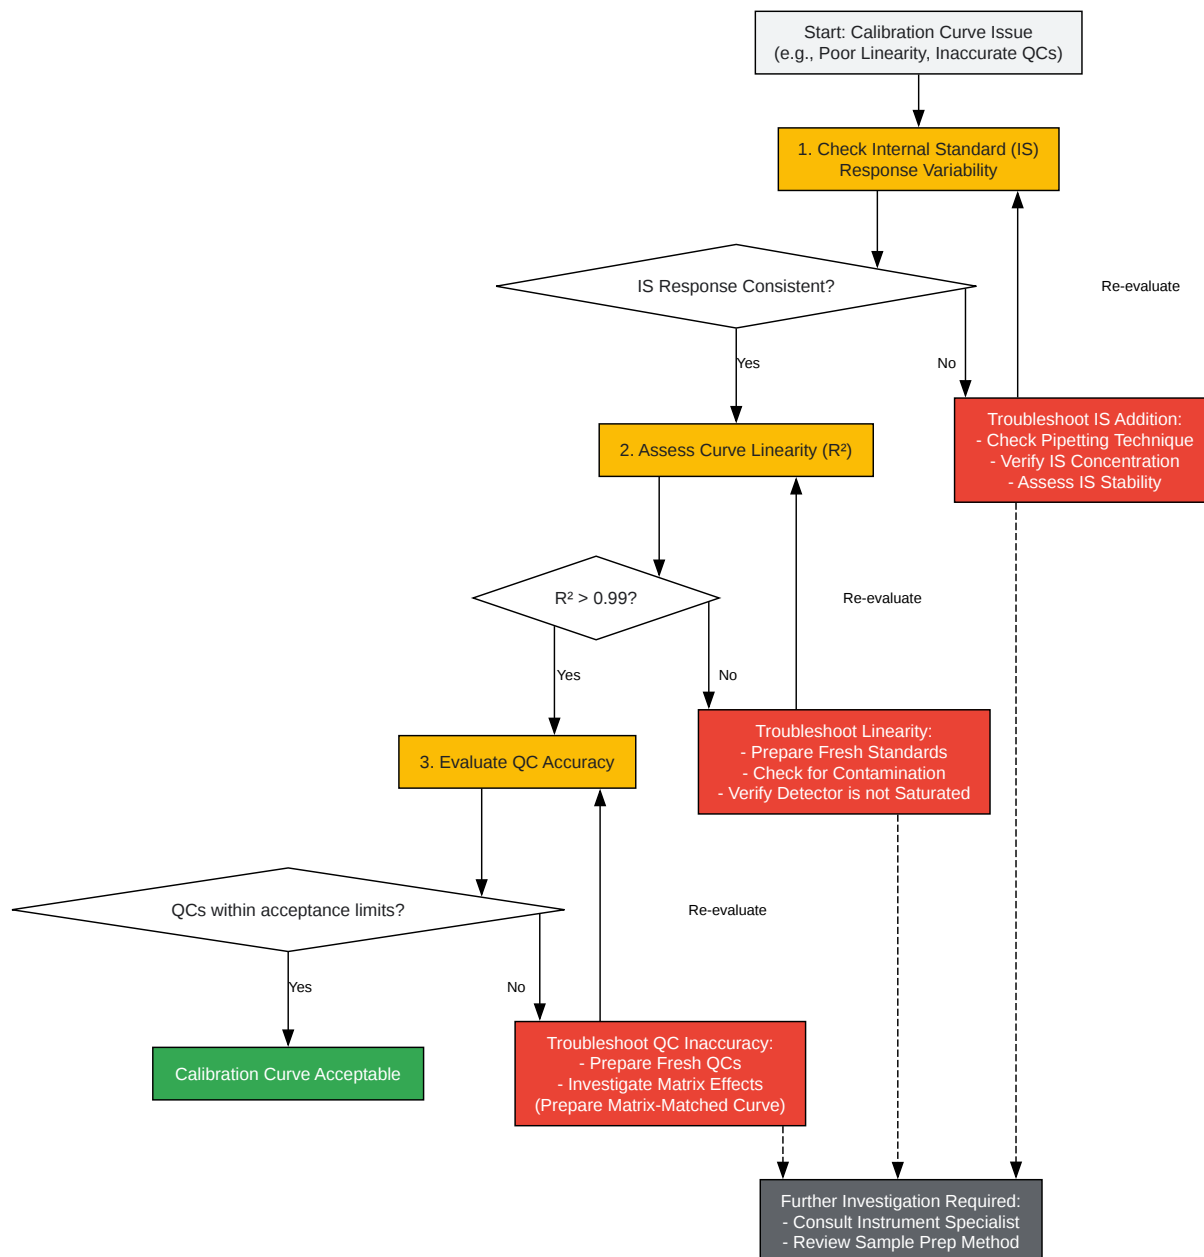 Start: Calibration Curve Issue
(e.g., Poor Linearity, Inaccurate QCs)
1. Check Internal Standard (IS)
Response Variability
IS Response Consistent?
Re-evaluate
Yes
No
Troubleshoot IS Addition:
- Check Pipetting Technique
- Verify IS Concentration
- Assess IS Stability
2. Assess Curve Linearity (R²)
R² > 0.99?
Re-evaluate
Yes
No
Troubleshoot Linearity:
- Prepare Fresh Standards
- Check for Contamination
- Verify Detector is not Saturated
3. Evaluate QC Accuracy
QCs within acceptance limits?
Re-evaluate
Yes
No
Calibration Curve Acceptable
Troubleshoot QC Inaccuracy:
- Prepare Fresh QCs
- Investigate Matrix Effects
(Prepare Matrix-Matched Curve)
Further Investigation Required:
- Consult Instrument Specialist
- Review Sample Prep Method